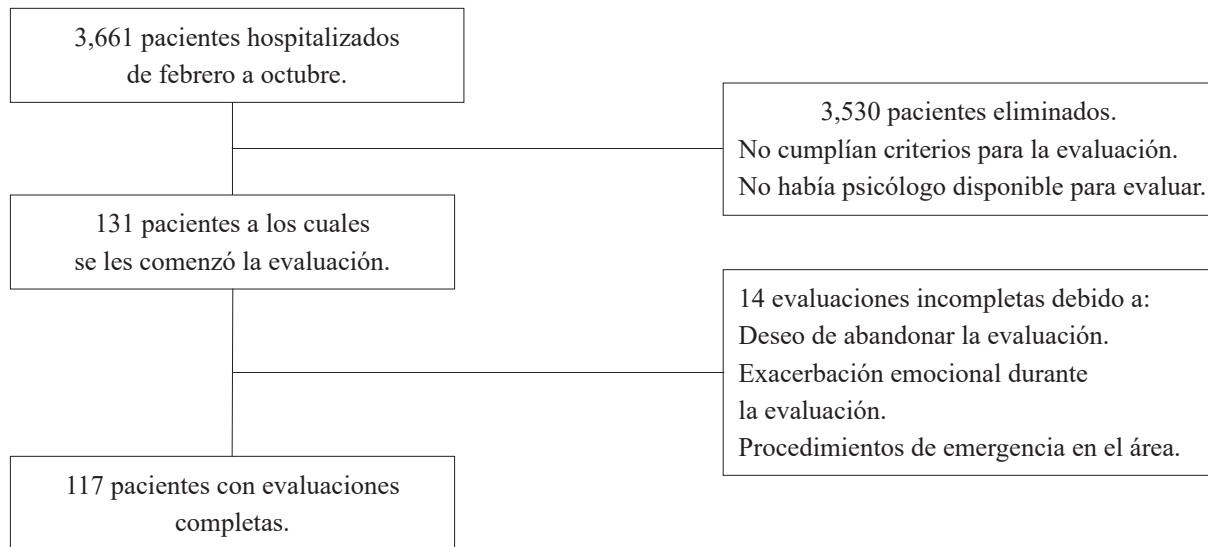 3,661 pacientes hospitalizados
de febrero a octubre.
3,530 pacientes eliminados.
No cumplían criterios para la evaluación.
No había psicólogo disponible para evaluar.
131 pacientes a los cuales
se les comenzó la evaluación.
14 evaluaciones incompletas debido a:
Deseo de abandonar la evaluación.
Exacerbación emocional durante
la evaluación.
Procedimientos de emergencia en el área.
117 pacientes con evaluaciones
completas.